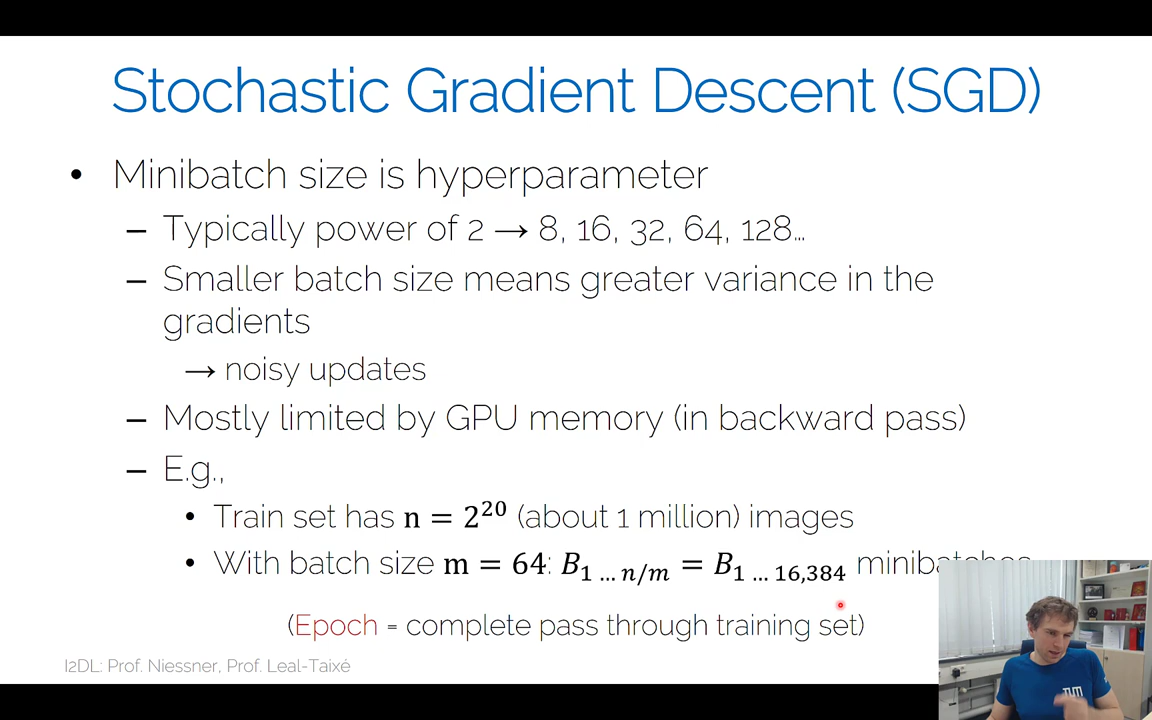 Stochastic Gradient Descent (SGD)
• Minibatch size is hyperparameter
– Typically power of 2 → 8, 16, 32, 64, 128…
– Smaller batch size means greater variance in the
gradients
→ noisy updates
– Mostly limited by GPU memory (in backward pass)
– E.g.,
• Train set has n = 2²⁰ (about 1 million) images
• With batch size m = 64: B₁ … n/m = B₁ … 16,384 minibatches
(Epoch = complete pass through training set)
I2DL: Prof. Niessner, Prof. Leal-Taixé
TUM